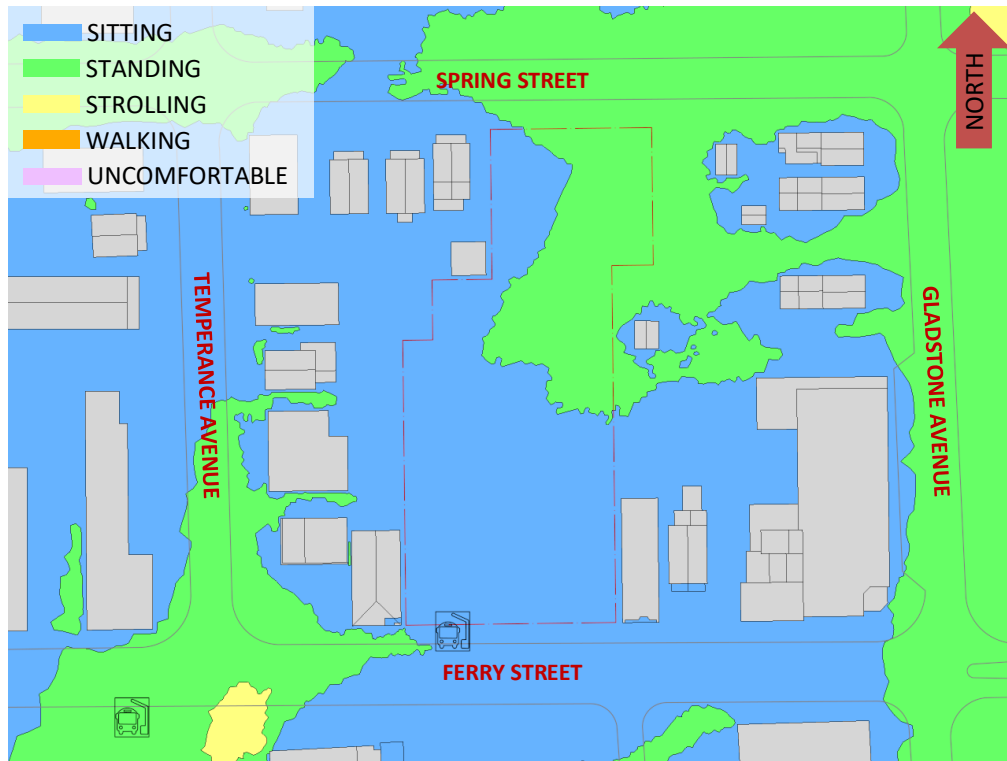 SITTING
STANDING
STROLLING
WALKING
UNCOMFORTABLE
SPRING STREET
NORTH
TEMPERANCE AVENUE
GLADSTONE AVENUE
FERRY STREET